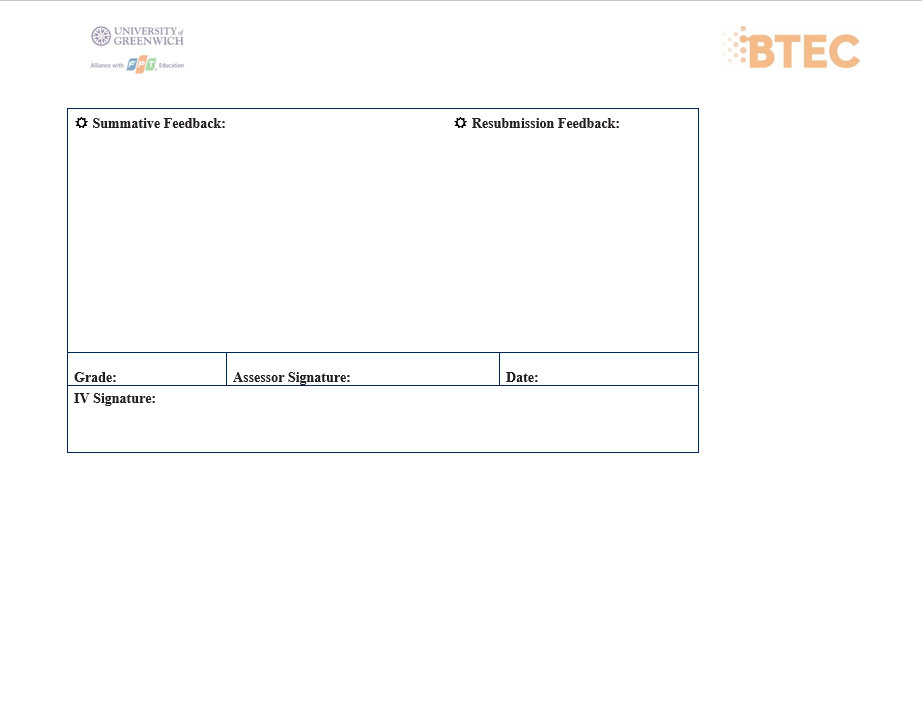 UNIVERSITY of
GREENWICH
Alliance with FPT. Education
BTEC
Summative Feedback:
Resubmission Feedback:
Grade:
Assessor Signature:
Date:
IV Signature: